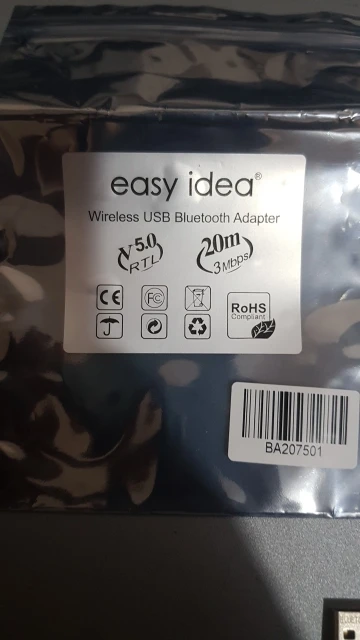 easy idea®
Wireless USB Bluetooth Adapter
V5.0
RTL
20m
3Mbps
CE
FC
RoHS
Compliant
BA207501